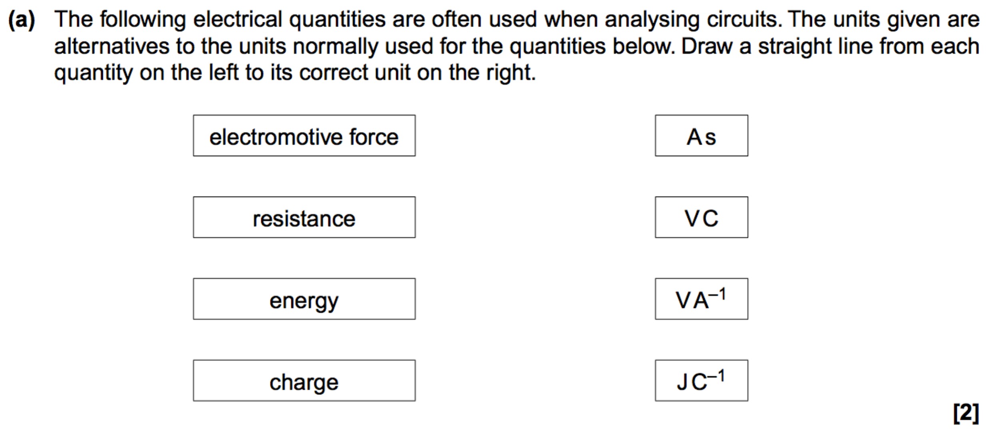 (a) The following electrical quantities are often used when analysing circuits. The units given are
alternatives to the units normally used for the quantities below. Draw a straight line from each
quantity on the left to its correct unit on the right.
electromotive force
A s
resistance
V C
energy
V A⁻¹
charge
J C⁻¹
[2]